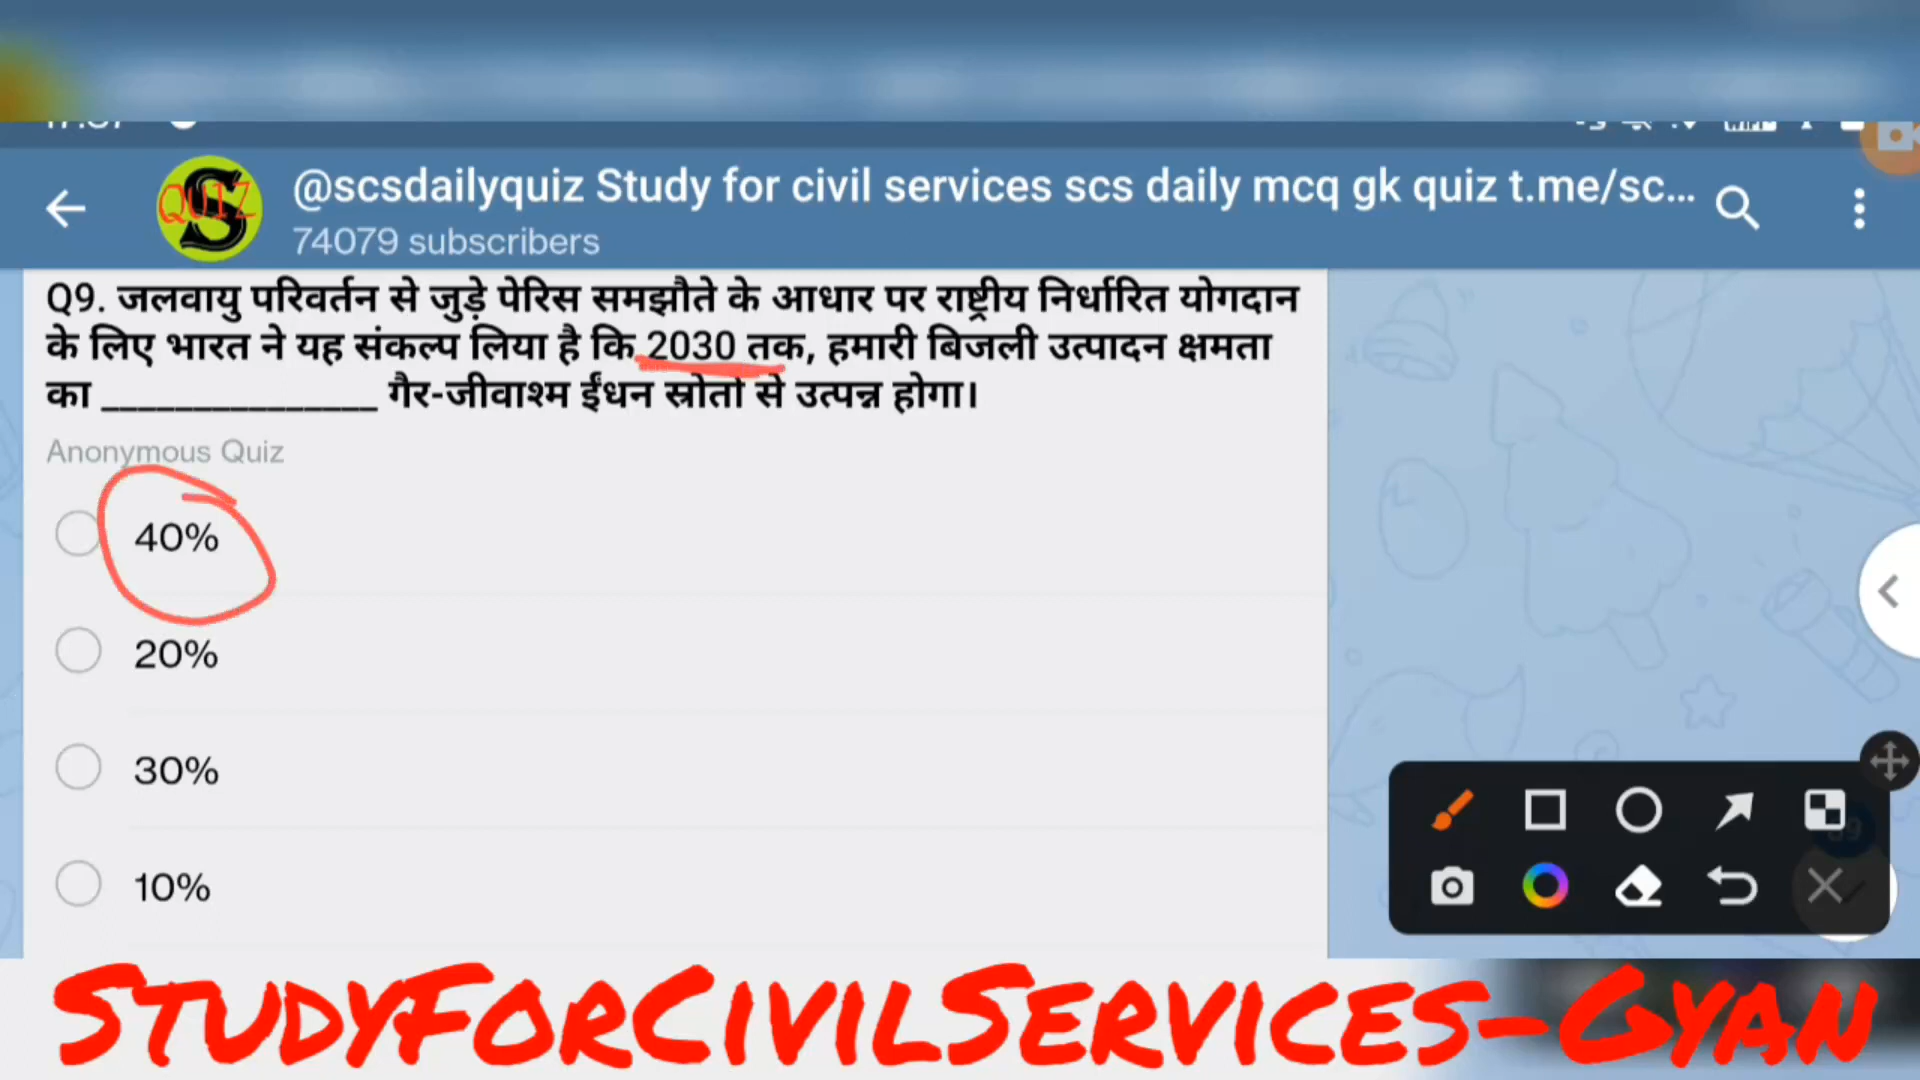 @scsdailyquiz Study for civil services scs daily mcq gk quiz t.me/sc...
74079 subscribers
Q9. जलवायु परिवर्तन से जुड़े पेरिस समझौते के आधार पर राष्ट्रीय निर्धारित योगदान
के लिए भारत ने यह संकल्प लिया है कि 2030 तक, हमारी बिजली उत्पादन क्षमता
का _______________ गैर-जीवाश्म ईंधन स्रोतों से उत्पन्न होगा।
Anonymous Quiz
40%
20%
30%
10%
StudyForCivilServices-Gyan